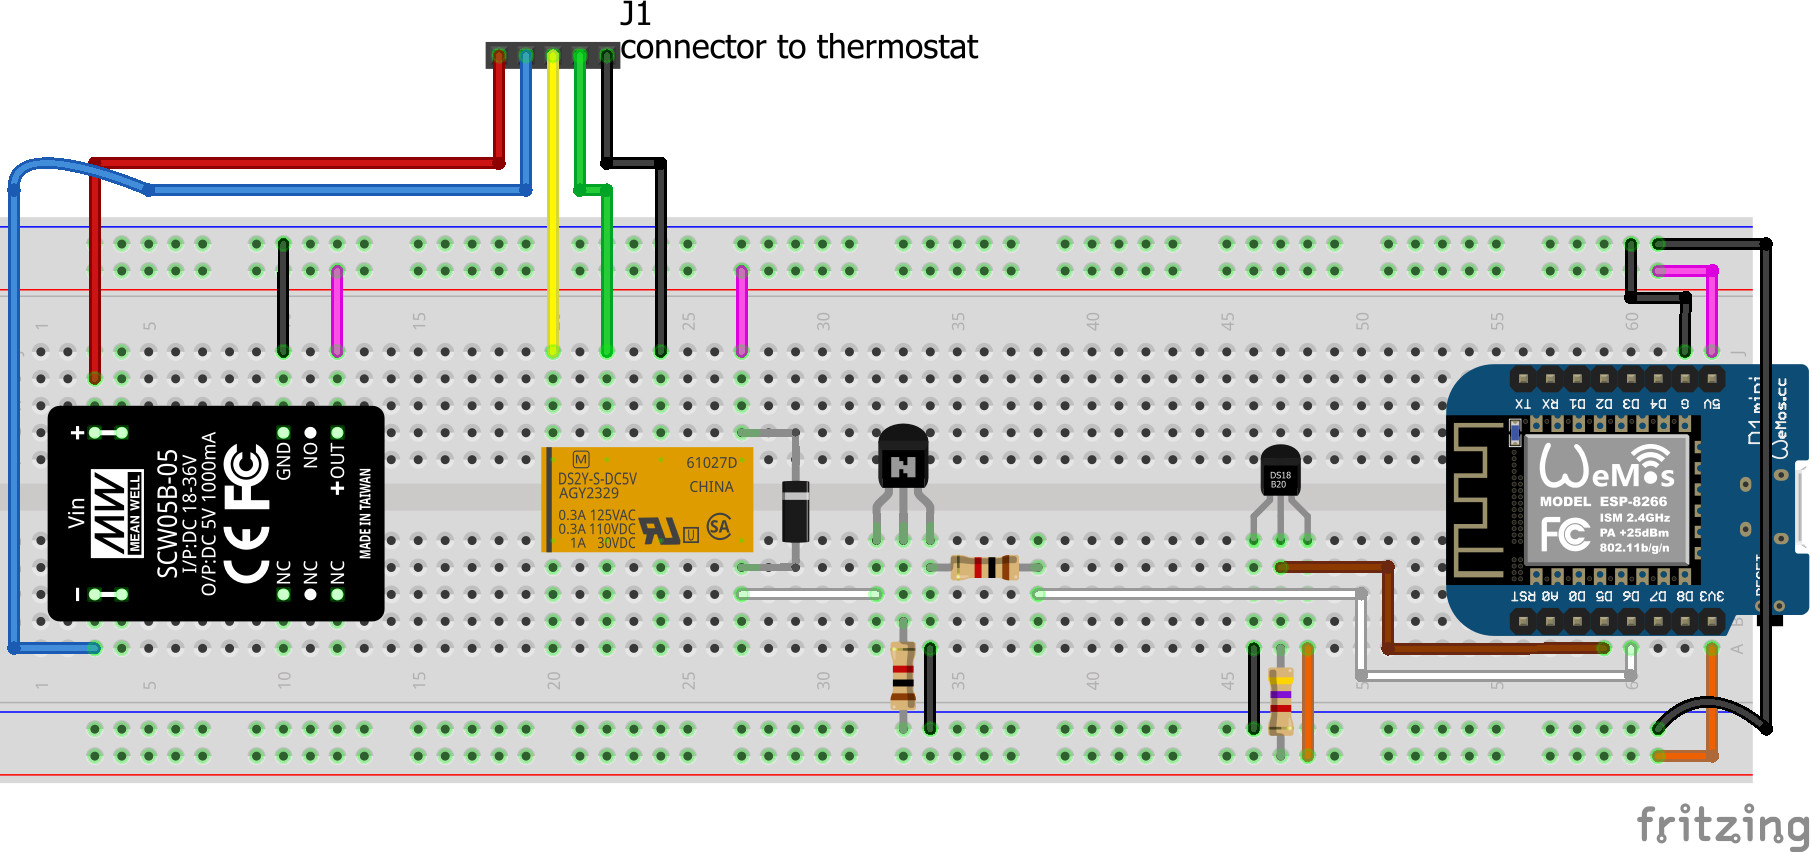 J1
connector to thermostat
1
5
10
15
20
25
30
35
40
45
50
55
60
J
+
Vin
−
MW
MEAN WELL
SCW05B-05
I/P:DC 18-36V
O/P:DC 5V 1000mA
CE FC
GND
NO
+OUT
NC
NC
NC
MADE IN TAIWAN
M
61027D
DS2Y-S-DC5V
AGY2329
CHINA
0.3A 125VAC
0.3A 110VDC
1A 30VDC
U
SA
N
DS18
B20
TX RX D1 D2 D3 D4 G 5V
D1 mini
WeMos.cc
WeMos
MODEL ESP-8266
ISM 2.4GHz
PA +25dBm
802.11b/g/n
FC
RST A0 D0 D5 D6 D7 D8 3V3
RESET
B
A
1
5
10
15
20
25
30
35
40
45
50
55
6
fritzing